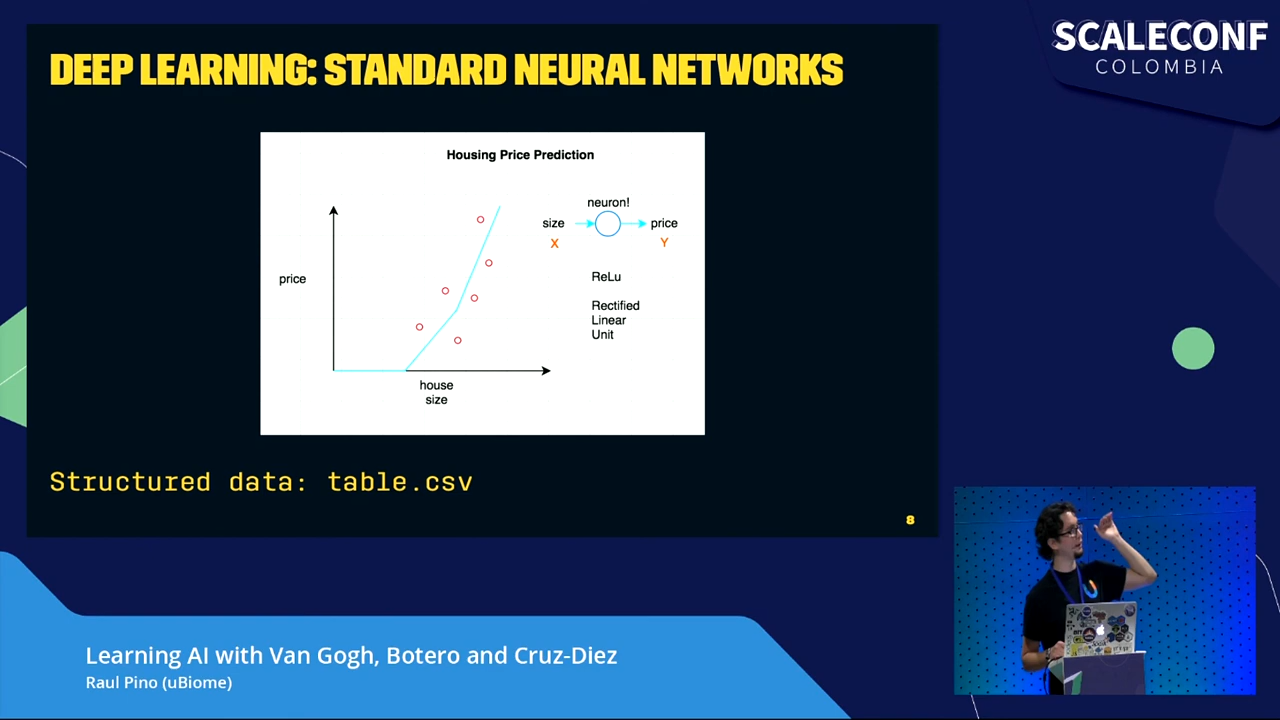 SCALECONF
COLOMBIA
DEEP LEARNING: STANDARD NEURAL NETWORKS
Housing Price Prediction
neuron!
size
price
X
Y
price
ReLu
Rectified
Linear
Unit
house
size
Structured data: table.csv
8
Learning AI with Van Gogh, Botero and Cruz-Diez
Raul Pino (uBiome)